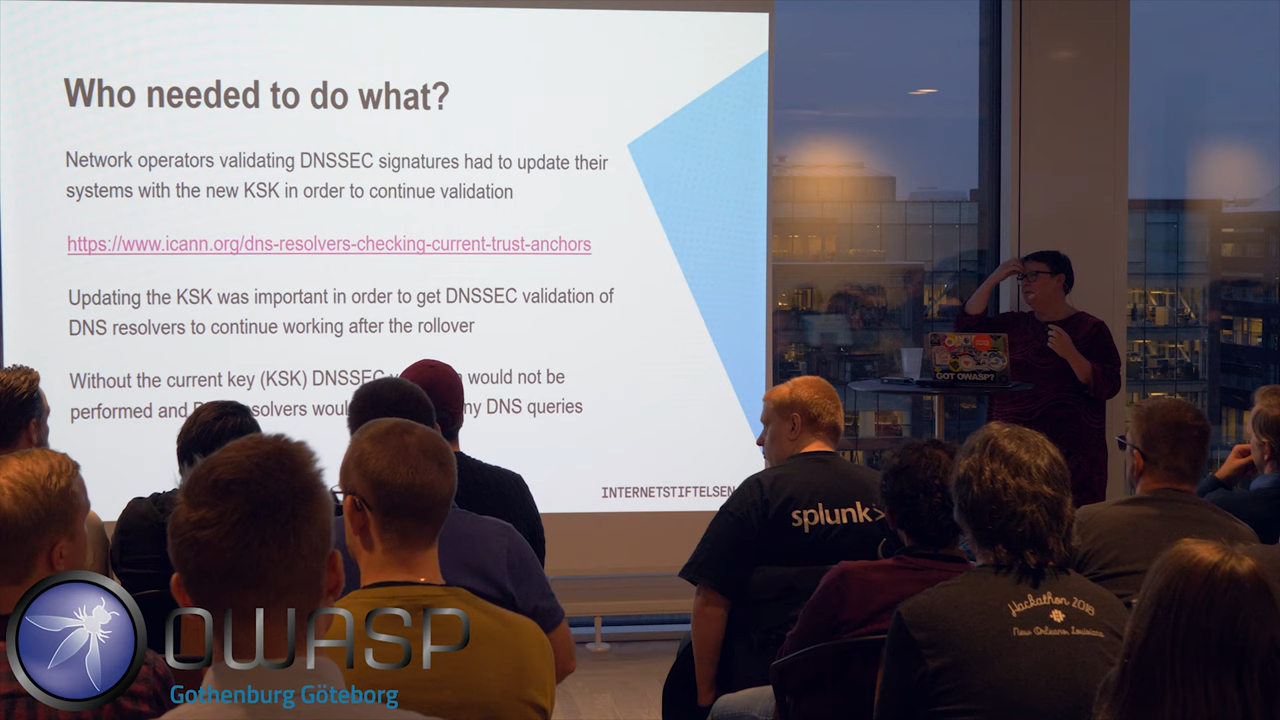 Who needed to do what?
Network operators validating DNSSEC signatures had to update their
systems with the new KSK in order to continue validation
https://www.icann.org/dns-resolvers-checking-current-trust-anchors
Updating the KSK was important in order to get DNSSEC validation of
DNS resolvers to continue working after the rollover
Without the current key (KSK) DNSSEC would not be
performed and DNS queries
INTERNETSTIFTELSEN
GOT OWASP?
splunk>
Hackathon 2018
New Orleans, Louisiana
OWASP
Gothenburg Göteborg